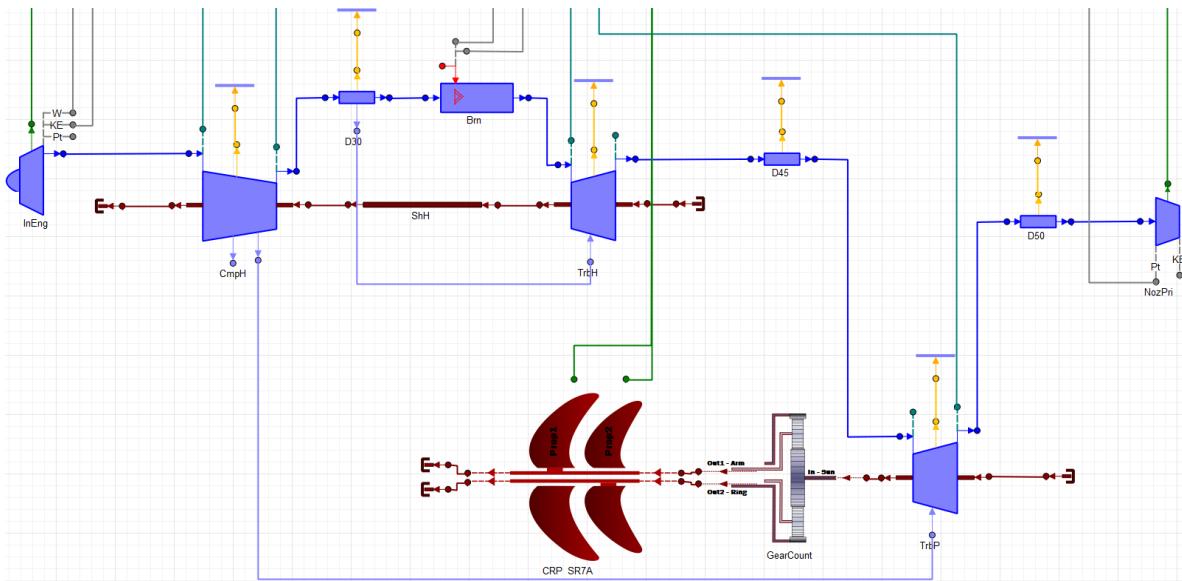 W
KE
Pt
InEng
CmpH
D30
Brn
ShH
TrbH
D45
D50
Pt
KE
NozPri
Prop1
Prop2
CRP SR7A
Out1 - Arm
Out2 - Ring
In - Sun
GearCount
TrbP